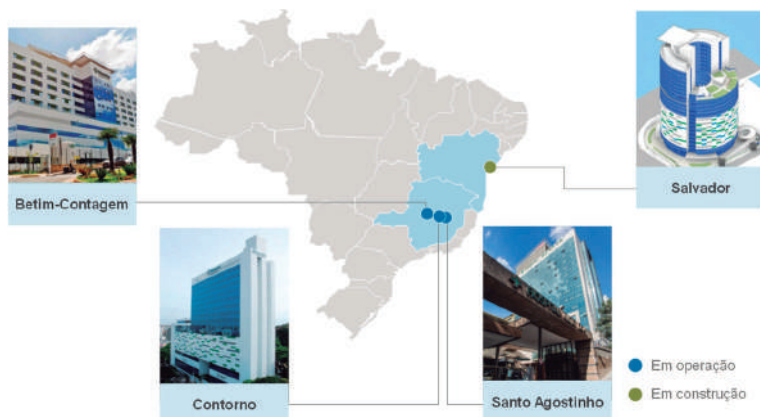 Salvador
Betim-Contagem
Contorno
Santo Agostinho
Em operação
Em construção